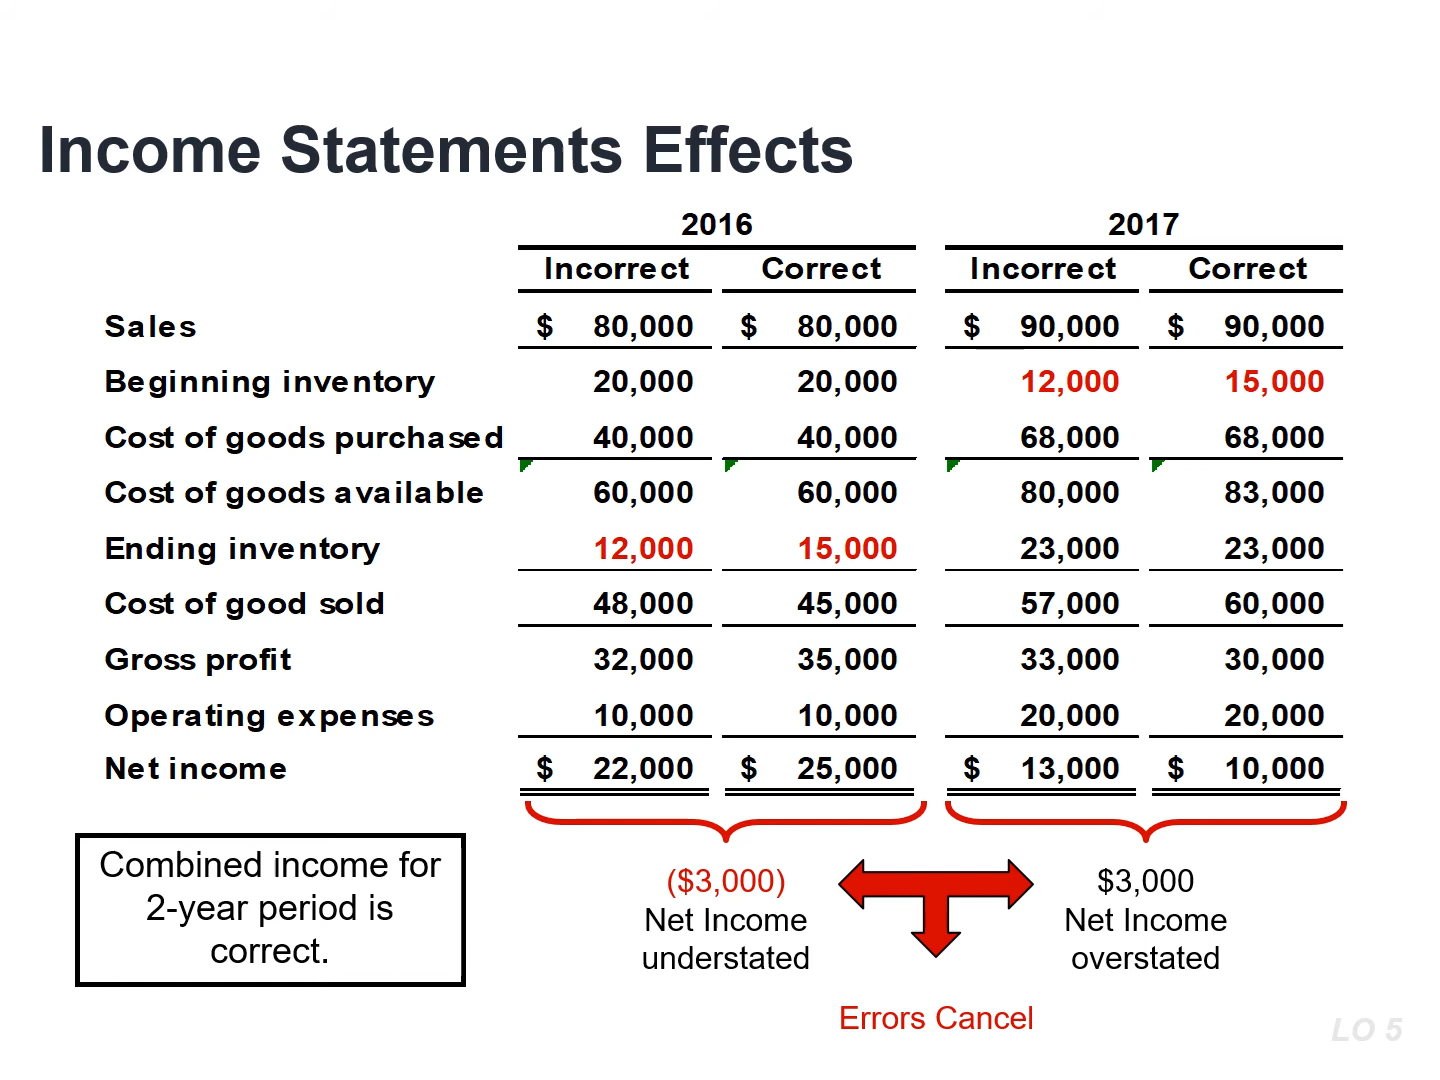 Income Statements Effects
2016 2017
Incorrect Correct Incorrect Correct
Sales $ 80,000 $ 80,000 $ 90,000 $ 90,000
Beginning inventory 20,000 20,000 12,000 15,000
Cost of goods purchased 40,000 40,000 68,000 68,000
Cost of goods available 60,000 60,000 80,000 83,000
Ending inventory 12,000 15,000 23,000 23,000
Cost of good sold 48,000 45,000 57,000 60,000
Gross profit 32,000 35,000 33,000 30,000
Operating expenses 10,000 10,000 20,000 20,000
Net income $ 22,000 $ 25,000 $ 13,000 $ 10,000
Combined income for
2-year period is
correct.
($3,000)
Net Income
understated
$3,000
Net Income
overstated
Errors Cancel
LO 5